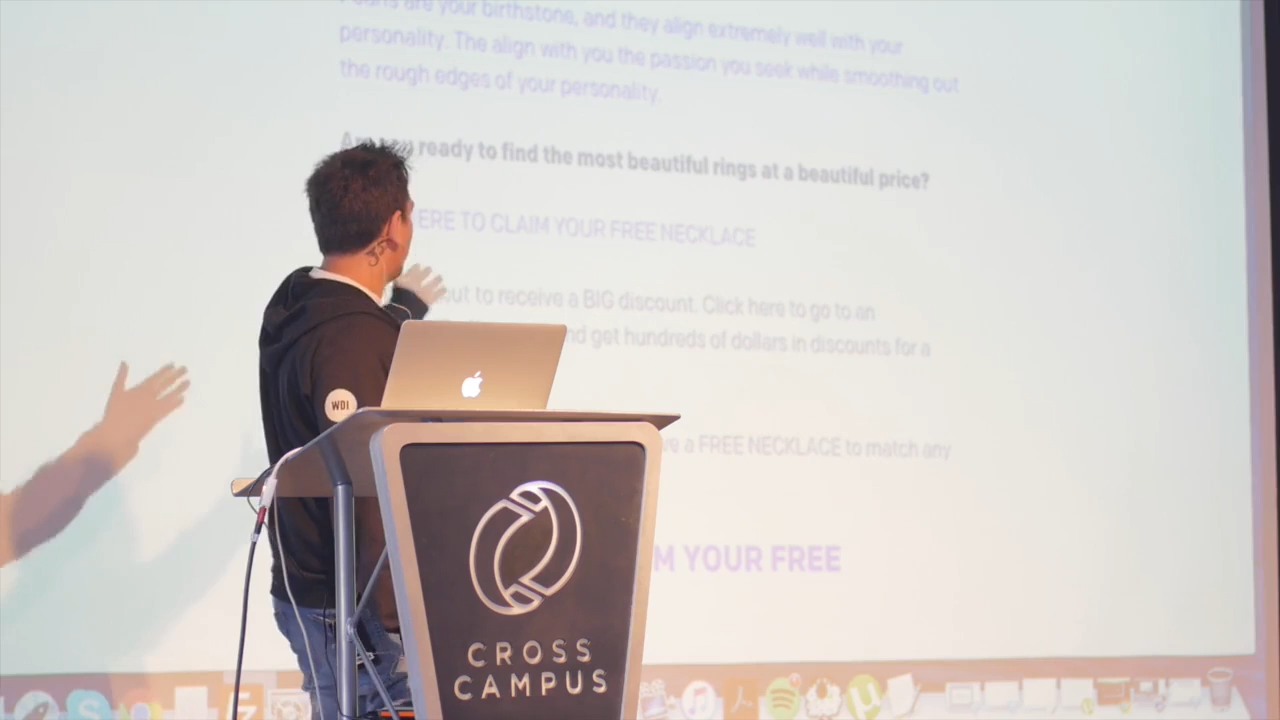 are your birthstone, and they align extremely well with your
personality. The align with you the passion you seek while smoothing out
the rough edges of your personality.
ready to find the most beautiful rings at a beautiful price?
ERE TO CLAIM YOUR FREE NECKLACE
out to receive a BIG discount. Click here to go to an
nd get hundreds of dollars in discounts for a
ve a FREE NECKLACE to match any
M YOUR FREE
WDI
CROSS
CAMPUS